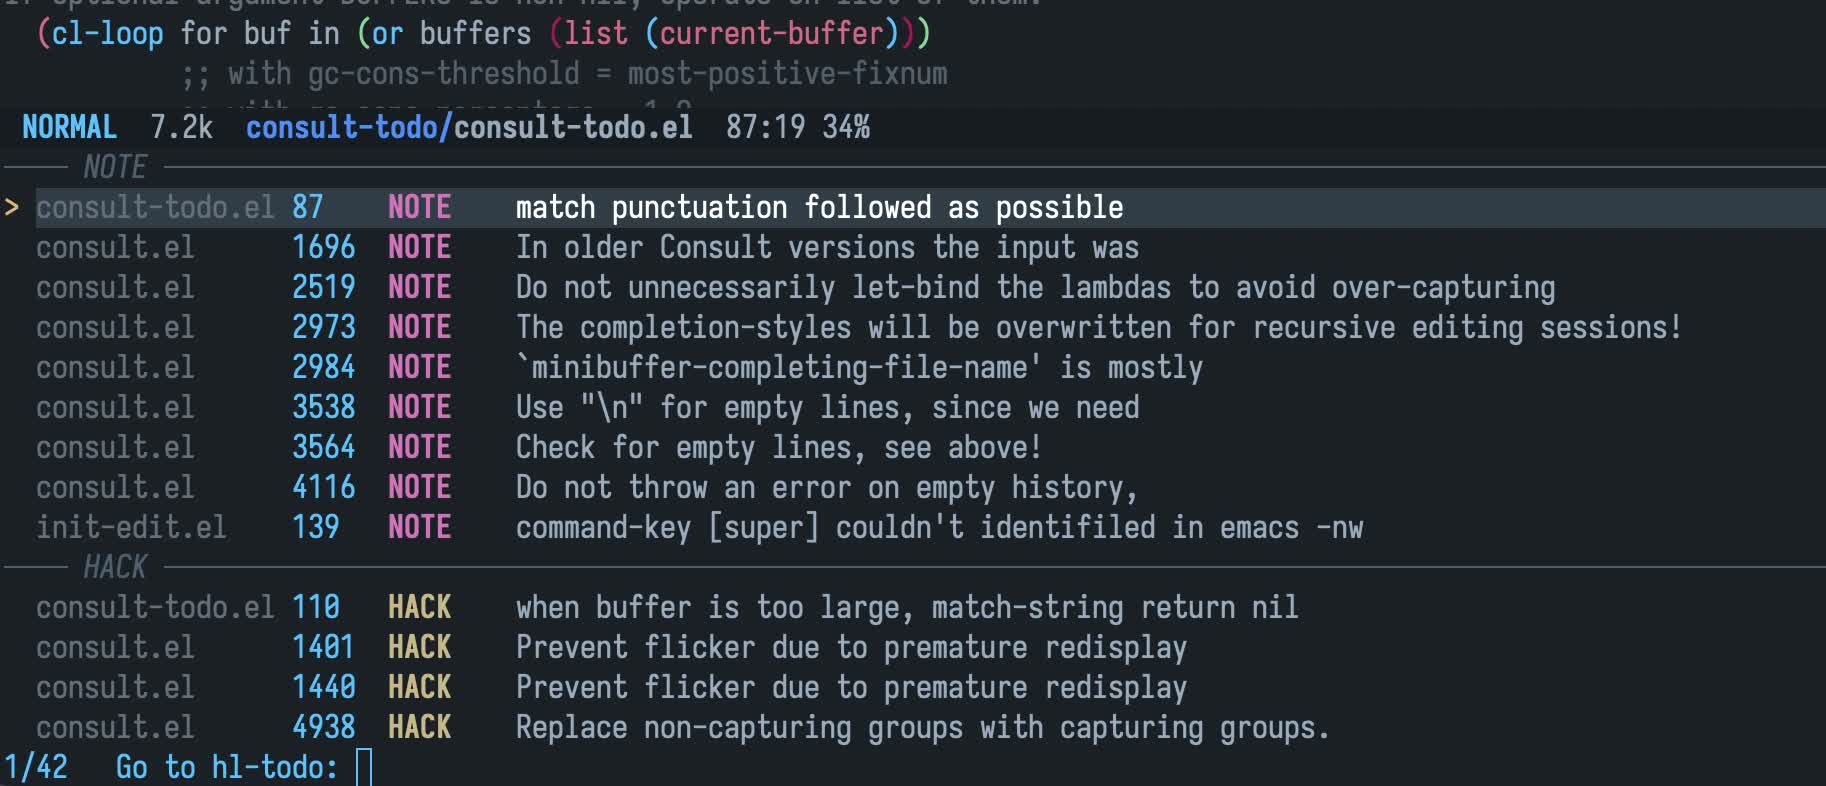 (cl-loop for buf in (or buffers (list (current-buffer)))
;; with gc-cons-threshold = most-positive-fixnum
NORMAL 7.2k consult-todo/consult-todo.el 87:19 34%
NOTE
> consult-todo.el 87 NOTE match punctuation followed as possible
consult.el 1696 NOTE In older Consult versions the input was
consult.el 2519 NOTE Do not unnecessarily let-bind the lambdas to avoid over-capturing
consult.el 2973 NOTE The completion-styles will be overwritten for recursive editing sessions!
consult.el 2984 NOTE `minibuffer-completing-file-name' is mostly
consult.el 3538 NOTE Use "\n" for empty lines, since we need
consult.el 3564 NOTE Check for empty lines, see above!
consult.el 4116 NOTE Do not throw an error on empty history,
init-edit.el 139 NOTE command-key [super] couldn't identifiled in emacs -nw
HACK
consult-todo.el 110 HACK when buffer is too large, match-string return nil
consult.el 1401 HACK Prevent flicker due to premature redisplay
consult.el 1440 HACK Prevent flicker due to premature redisplay
consult.el 4938 HACK Replace non-capturing groups with capturing groups.
1/42 Go to hl-todo: